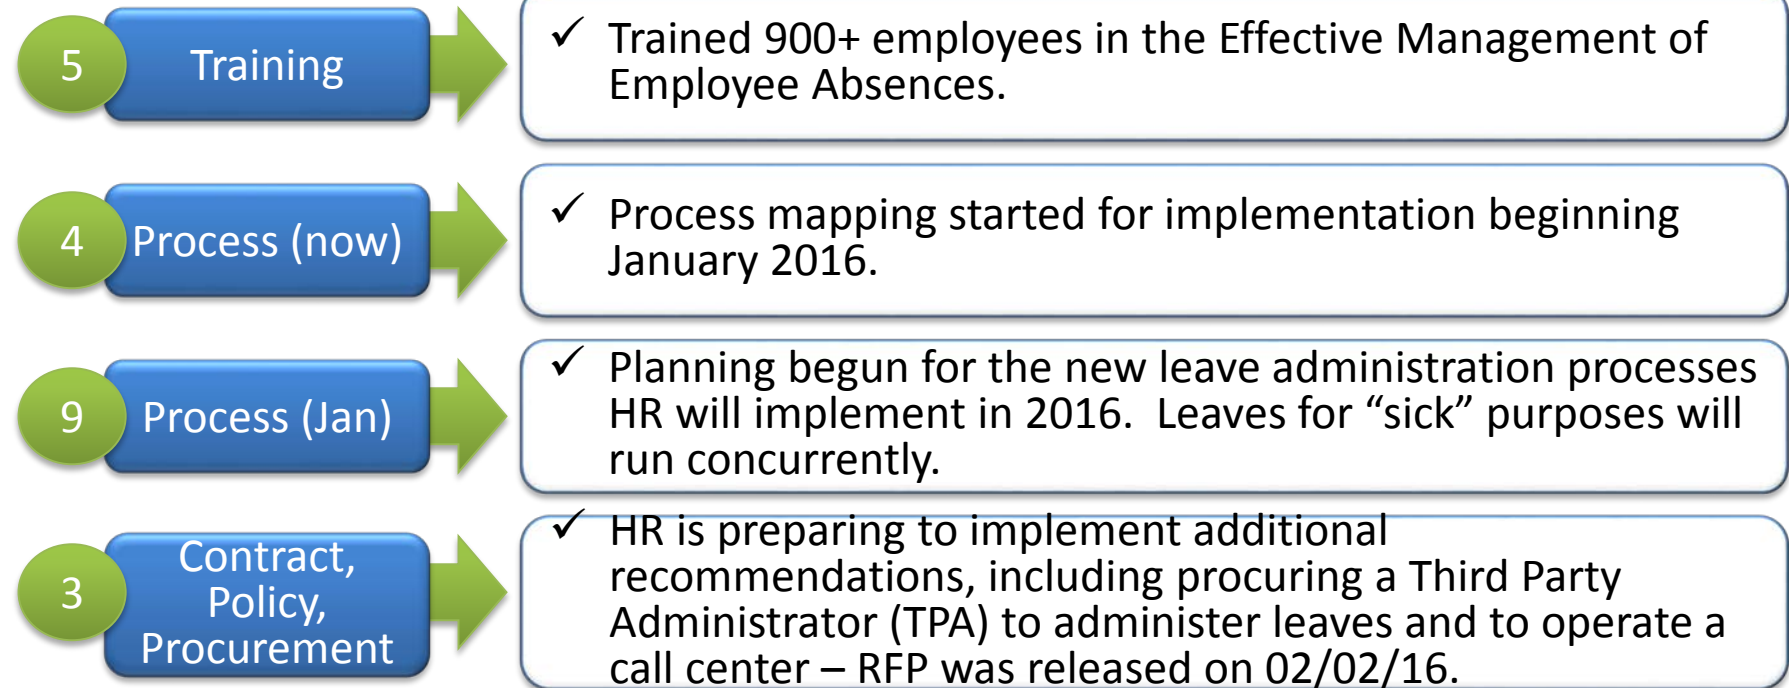 5
Training
✓ Trained 900+ employees in the Effective Management of
Employee Absences.
4
Process (now)
✓ Process mapping started for implementation beginning
January 2016.
9
Process (Jan)
✓ Planning begun for the new leave administration processes
HR will implement in 2016.  Leaves for “sick” purposes will
run concurrently.
3
Contract,
Policy,
Procurement
✓ HR is preparing to implement additional
recommendations, including procuring a Third Party
Administrator (TPA) to administer leaves and to operate a
call center – RFP was released on 02/02/16.